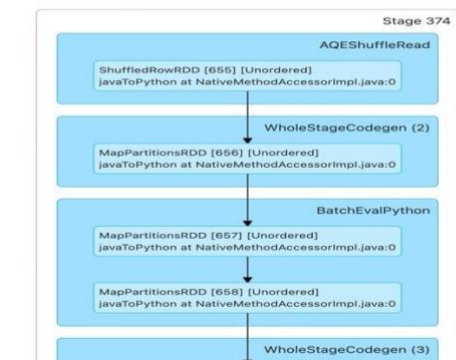 Stage 374
AQEShuffleRead
ShuffledRowRDD [655] [Unordered]
javaToPython at NativeMethodAccessorImpl.java:0
WholeStageCodegen (2)
MapPartitionsRDD [656] [Unordered]
javaToPython at NativeMethodAccessorImpl.java:0
BatchEvalPython
MapPartitionsRDD [657] [Unordered]
javaToPython at NativeMethodAccessorImpl.java:0
MapPartitionsRDD [658] [Unordered]
javaToPython at NativeMethodAccessorImpl.java:0
WholeStageCodegen (3)